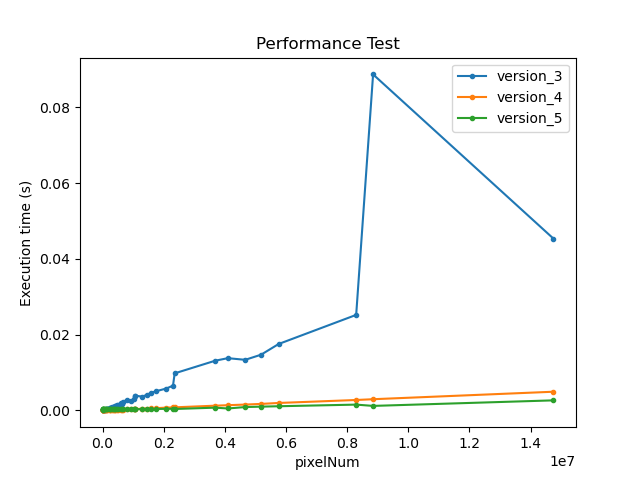 Performance Test
version_3
version_4
version_5
Execution time (s)
0.08
0.06
0.04
0.02
0.00
0.0 0.2 0.4 0.6 0.8 1.0 1.2 1.4
1e7
pixelNum